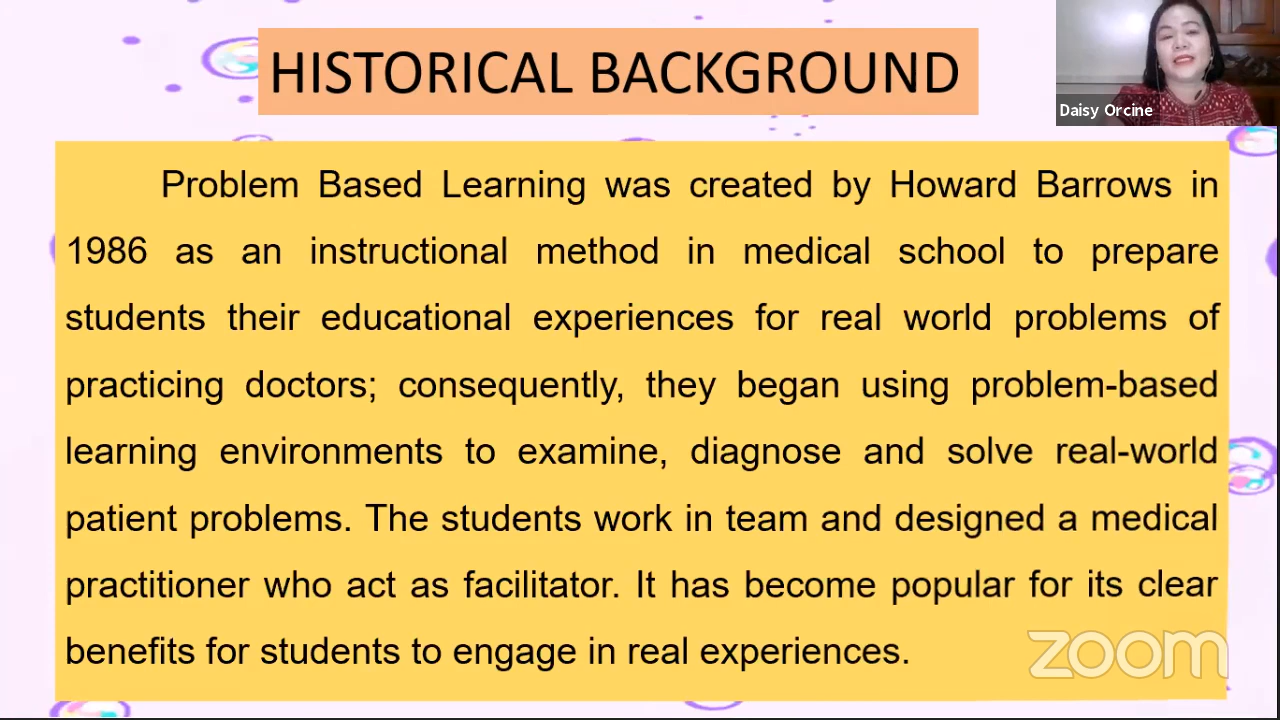 HISTORICAL BACKGROUND
Daisy Orcine
Problem Based Learning was created by Howard Barrows in
1986 as an instructional method in medical school to prepare
students their educational experiences for real world problems of
practicing doctors; consequently, they began using problem-based
learning environments to examine, diagnose and solve real-world
patient problems. The students work in team and designed a medical
practitioner who act as facilitator. It has become popular for its clear
benefits for students to engage in real experiences.
zoom